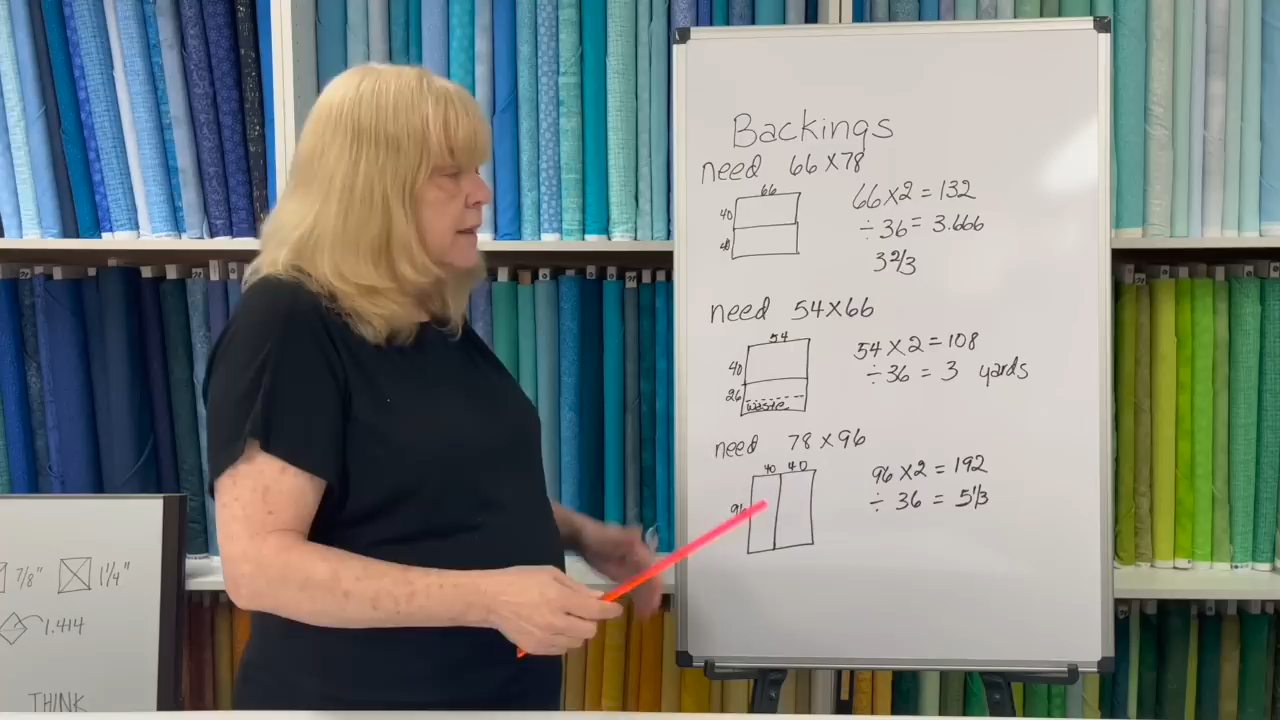 Backings
need 66 x 78
66
40
40
66 x 2 = 132
÷ 36 = 3.666
3 2/3
need 54 x 66
54
40
26
waste
54 x 2 = 108
÷ 36 = 3 yards
need 78 x 96
40 40
96
96 x 2 = 192
÷ 36 = 5 1/3
7/8" 1 1/4"
1.414
THINK